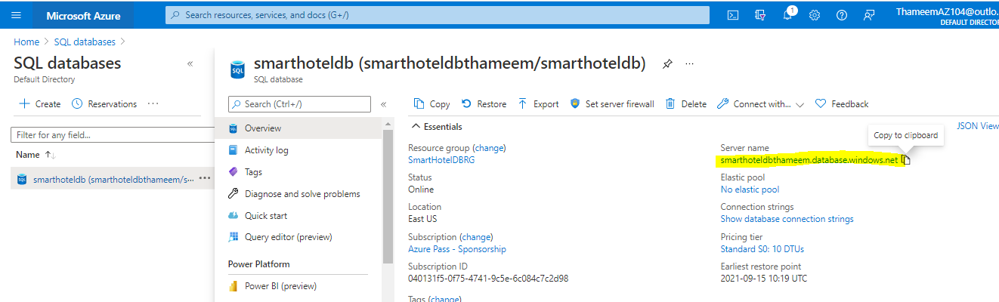 Microsoft Azure
Search resources, services, and docs (G+/)
1
ThameemAZ104@outlo.
DEFAULT DIRECTOR
Home > SQL databases >
SQL databases
Default Directory
Create
Reservations
Filter for any field...
Name
smarthoteldb (smarthoteldbthameem/s...
SQL
smarthoteldb (smarthoteldbthameem/smarthoteldb)
SQL database
Search (Ctrl+/)
Overview
Activity log
Tags
Diagnose and solve problems
Quick start
Query editor (preview)
Power Platform
Power BI (preview)
Copy
Restore
Export
Set server firewall
Delete
Connect with...
Feedback
Essentials
JSON View
Copy to clipboard
Resource group (change)
SmartHotelDBRG
Status
Online
Location
East US
Subscription (change)
Azure Pass - Sponsorship
Subscription ID
040131f5-0f75-4741-9c5e-6c084c7c2d98
Tags (change)
Server name
smarthoteldbthameem.database.windows.net
Elastic pool
No elastic pool
Connection strings
Show database connection strings
Pricing tier
Standard S0: 10 DTUs
Earliest restore point
2021-09-15 10:19 UTC